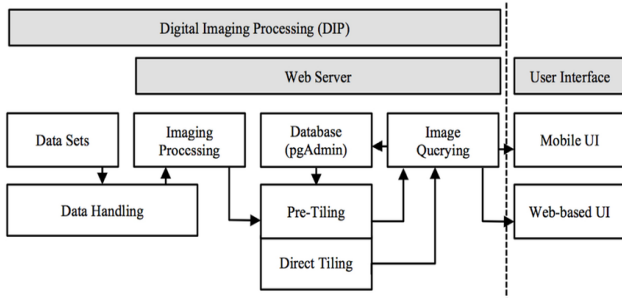 Digital Imaging Processing (DIP)
Web Server
User Interface
Data Sets
Imaging
Processing
Database
(pgAdmin)
Image
Querying
Mobile UI
Data Handling
Pre-Tiling
Web-based UI
Direct Tiling